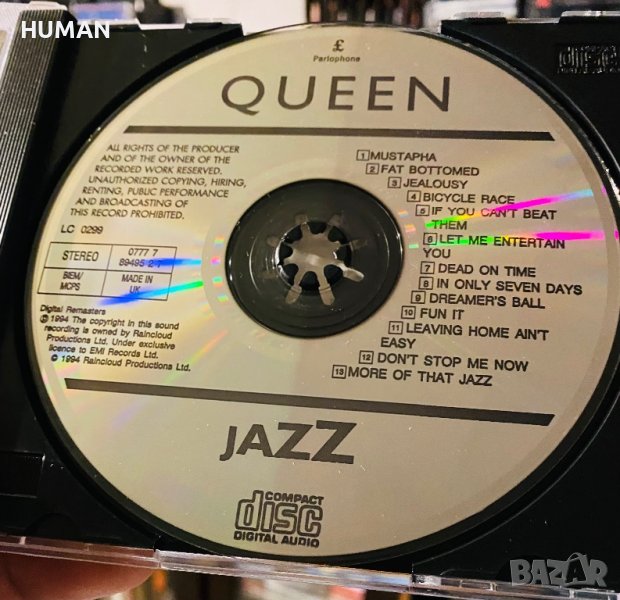 HUMAN
£
Parlophone
QUEEN
ALL RIGHTS OF THE PRODUCER
AND OF THE OWNER OF THE
RECORDED WORK RESERVED.
UNAUTHORIZED COPYING, HIRING,
RENTING, PUBLIC PERFORMANCE
AND BROADCASTING OF
THIS RECORD PROHIBITED.
LC 0299
STEREO
0777 7
89495 2 7
BIEM/
MCPS
MADE IN
UK
Digital Remasters
℗ 1994 The copyright in this sound
recording is owned by Raincloud
Productions Ltd. Under exclusive
licence to EMI Records Ltd.
© 1994 Raincloud Productions Ltd.
1 MUSTAPHA
2 FAT BOTTOMED
3 JEALOUSY
4 BICYCLE RACE
5 IF YOU CAN'T BEAT
THEM
6 LET ME ENTERTAIN
YOU
7 DEAD ON TIME
8 IN ONLY SEVEN DAYS
9 DREAMER'S BALL
10 FUN IT
11 LEAVING HOME AIN'T
EASY
12 DON'T STOP ME NOW
13 MORE OF THAT JAZZ
JAZZ
COMPACT
disc
DIGITAL AUDIO
disc
BAZAR